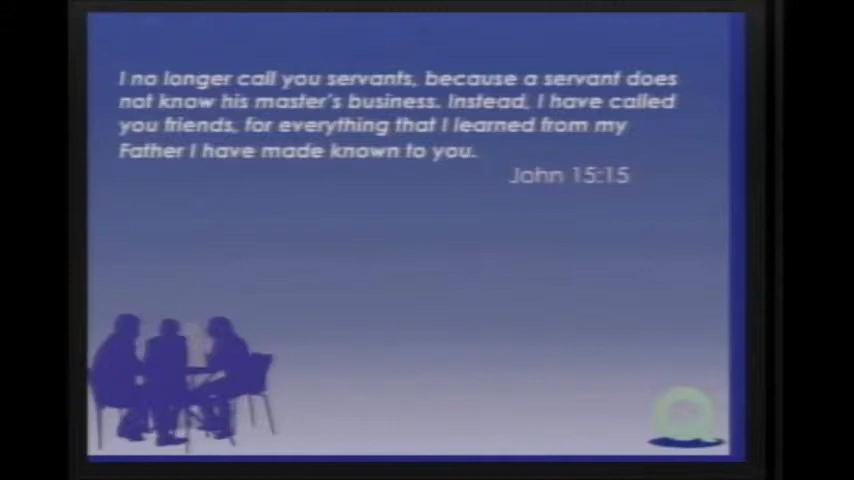 I no longer call you servants, because a servant does
not know his master's business. Instead, I have called
you friends, for everything that I learned from my
Father I have made known to you.
John 15:15